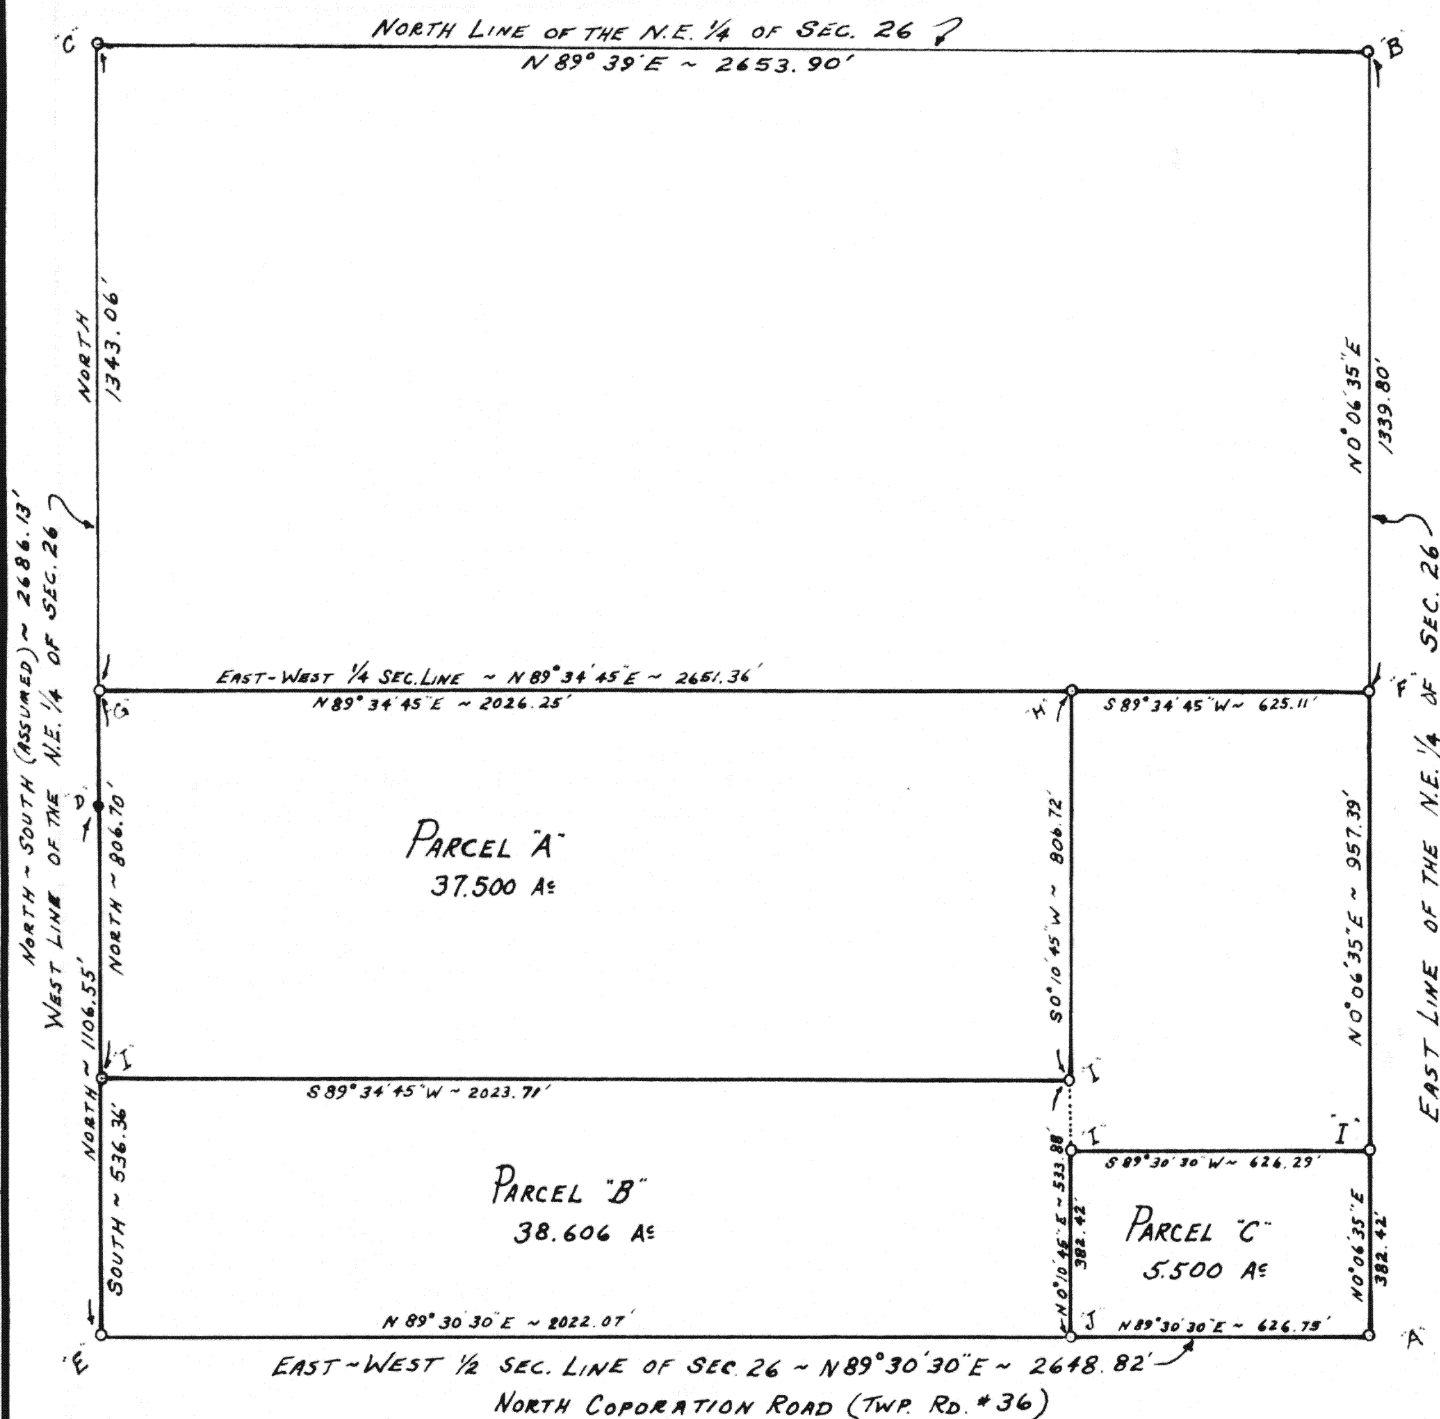 NORTH LINE OF THE N.E. 1/4 OF SEC. 26
N 89° 39' E ~ 2653.90'
"C"
"B"
NORTH
1343.06'
N 0° 06' 35" E
1339.80'
NORTH ~ SOUTH (ASSUMED) ~ 2686.13'
WEST LINE OF THE N.E. 1/4 OF SEC. 26
EAST LINE OF THE N.E. 1/4 OF SEC. 26
EAST-WEST 1/4 SEC. LINE ~ N 89° 34' 45" E ~ 2651.36'
N 89° 34' 45" E ~ 2026.25'
S 89° 34' 45" W ~ 625.11'
"G"
"H"
"F"
"D"
NORTH ~ 806.70'
NORTH ~ 1106.55'
PARCEL "A"
37.500 Ac
S 0° 10' 45" W ~ 806.72'
N 0° 06' 35" E ~ 957.39'
"I"
"I"
S 89° 34' 45" W ~ 2023.71'
"I"
"I"
S 89° 30' 30" W ~ 626.29'
SOUTH ~ 536.36'
PARCEL "B"
38.606 Ac
N 0° 10' 45" E ~ 533.88'
382.42'
PARCEL "C"
5.500 Ac
N 0° 06' 35" E
382.42'
N 89° 30' 30" E ~ 2022.07'
"J"
N 89° 30' 30" E ~ 626.75'
"E"
"A"
EAST ~ WEST 1/2 SEC. LINE OF SEC. 26 ~ N 89° 30' 30" E ~ 2648.82'
NORTH COPORATION ROAD (TWP. RD. #36)